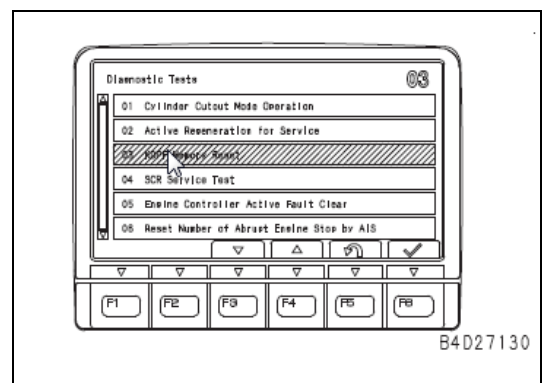 Diagnostic Tests 03
01 Cylinder Cutout Mode Operation
02 Active Regeneration for Service
03 Reset
04 SCR Service Test
05 Engine Controller Active Fault Clear
06 Reset Number of Abrupt Engine Stop by AIS
F1 F2 F3 F4 F5 F6
B4D27130